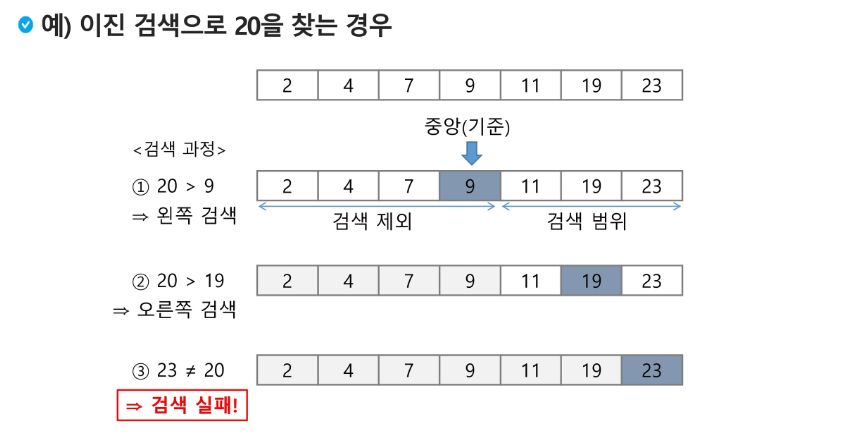 예) 이진 검색으로 20을 찾는 경우
2 4 7 9 11 19 23
중앙(기준)
<검색 과정>
① 20 > 9
2 4 7 9 11 19 23
⇒ 왼쪽 검색
검색 제외 검색 범위
② 20 > 19
2 4 7 9 11 19 23
⇒ 오른쪽 검색
③ 23 ≠ 20
2 4 7 9 11 19 23
⇒ 검색 실패!